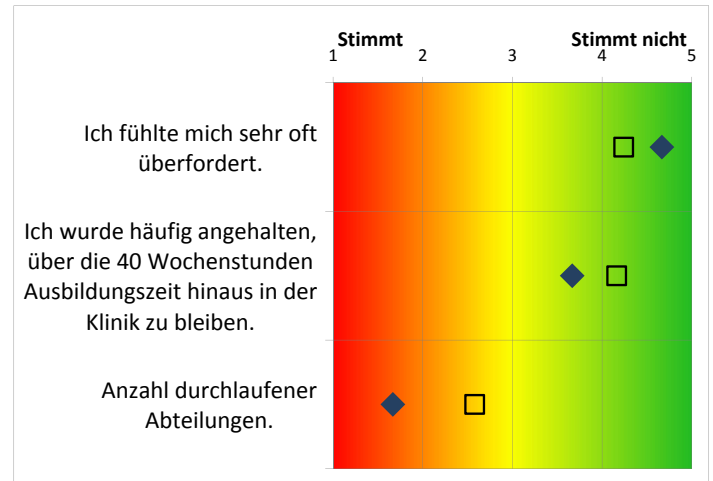 Stimmt Stimmt nicht
1 2 3 4 5
Ich fühlte mich sehr oft
überfordert.
Ich wurde häufig angehalten,
über die 40 Wochenstunden
Ausbildungszeit hinaus in der
Klinik zu bleiben.
Anzahl durchlaufener
Abteilungen.